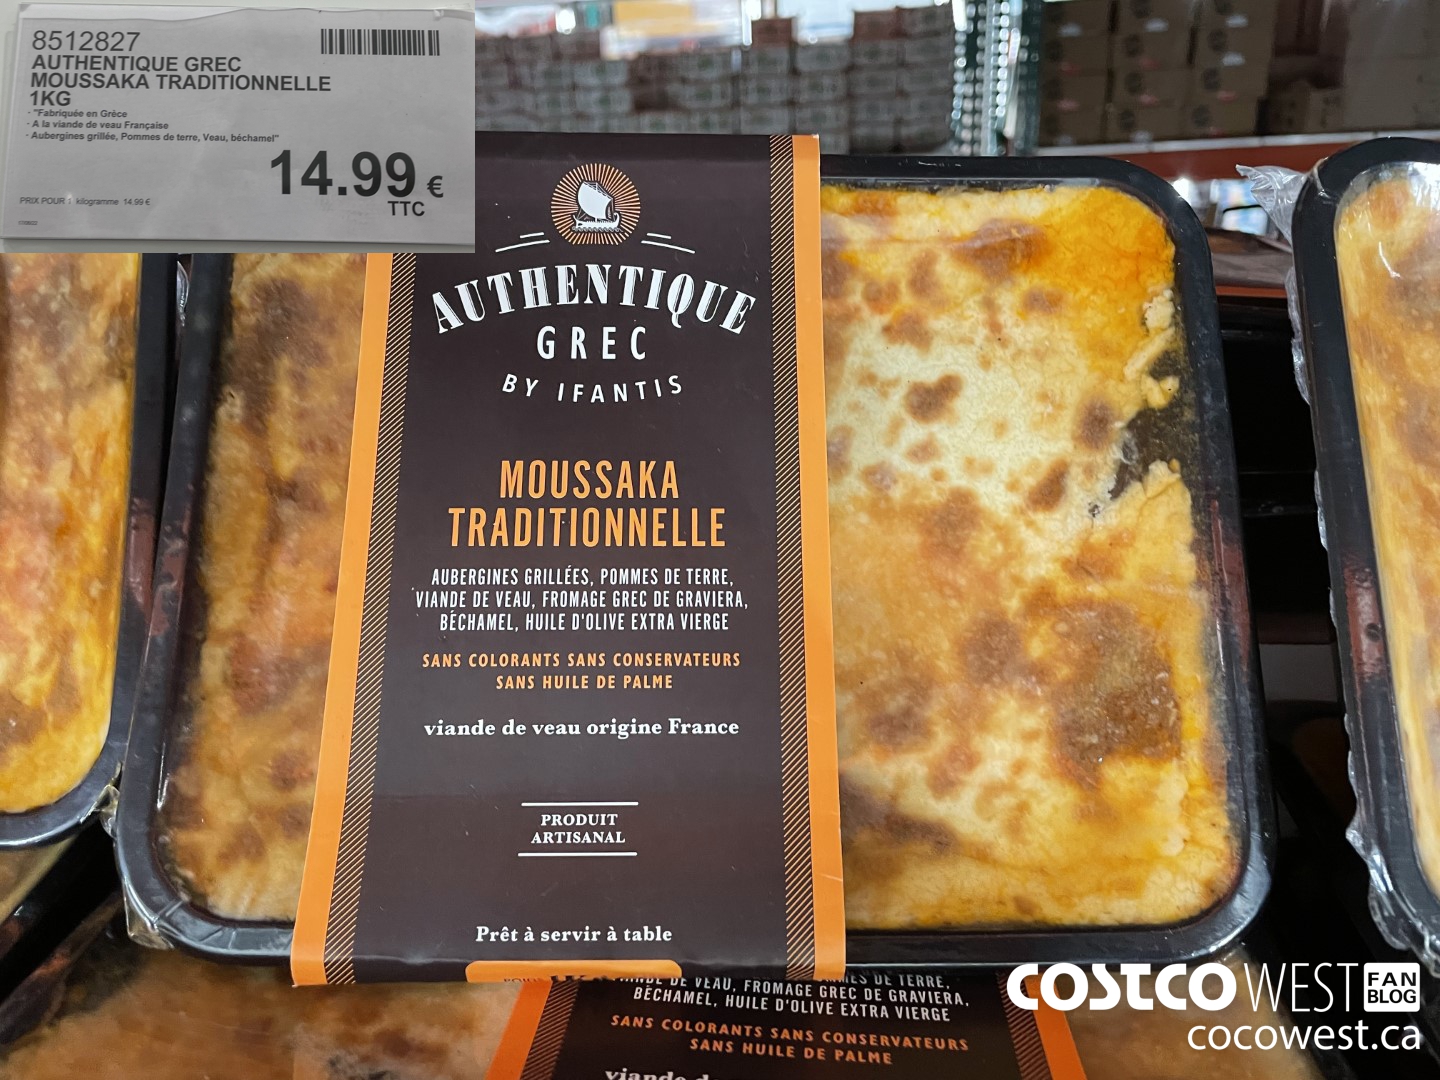 8512827
AUTHENTIQUE GREC
MOUSSAKA TRADITIONNELLE
1KG
- "Fabriquée en Grèce
- A la viande de veau Française
- Aubergines grillée, Pommes de terre, Veau, béchamel"
14.99 €
TTC
PRIX POUR 1 kilogramme 14.99 €
AUTHENTIQUE
GREC
BY IFANTIS
MOUSSAKA
TRADITIONNELLE
AUBERGINES GRILLÉES, POMMES DE TERRE,
VIANDE DE VEAU, FROMAGE GREC DE GRAVIERA,
BÉCHAMEL, HUILE D'OLIVE EXTRA VIERGE
SANS COLORANTS SANS CONSERVATEURS
SANS HUILE DE PALME
viande de veau origine France
PRODUIT
ARTISANAL
Prêt à servir à table
DE VEAU, FROMAGE GREC DE GRAVIERA,
BÉCHAMEL, HUILE D'OLIVE EXTRA VIERGE
SANS COLORANTS SANS CONSERVATEURS
SANS HUILE DE PALME
viande
COSTCO WEST FAN BLOG
cocowest.ca